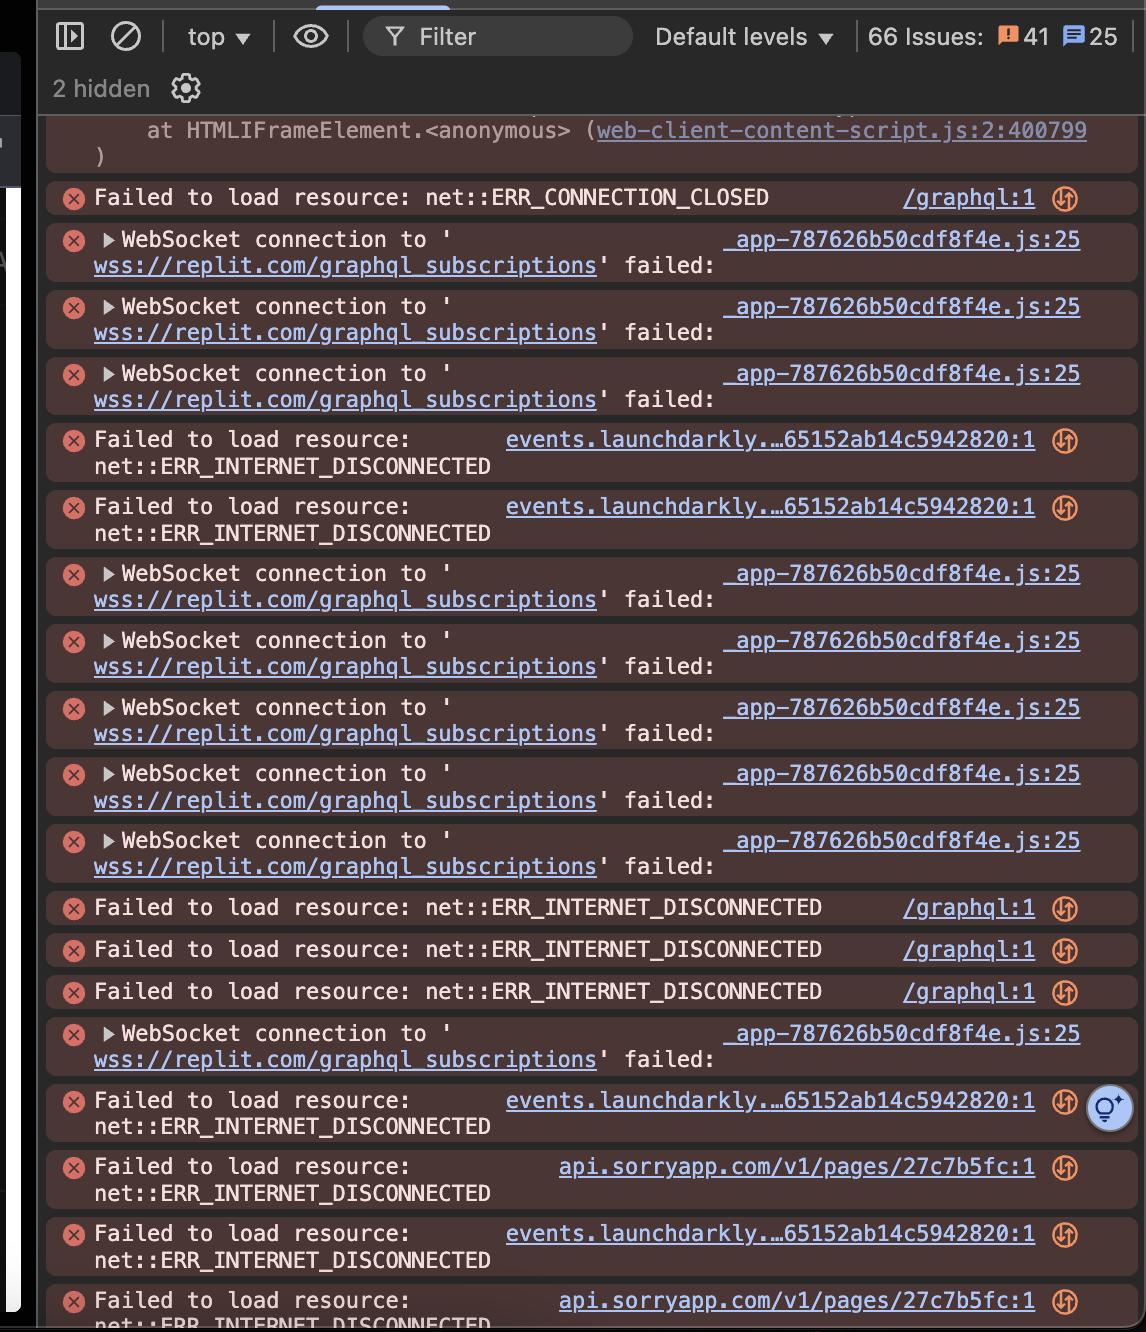 top ▼
Filter
Default levels ▼
66 Issues: 41 25
2 hidden
at HTMLIFrameElement.<anonymous> (web-client-content-script.js:2:400799
)
Failed to load resource: net::ERR_CONNECTION_CLOSED /graphql:1
▶WebSocket connection to ' _app-787626b50cdf8f4e.js:25
wss://replit.com/graphql_subscriptions' failed:
▶WebSocket connection to ' _app-787626b50cdf8f4e.js:25
wss://replit.com/graphql_subscriptions' failed:
▶WebSocket connection to ' _app-787626b50cdf8f4e.js:25
wss://replit.com/graphql_subscriptions' failed:
Failed to load resource: events.launchdarkly.…65152ab14c5942820:1
net::ERR_INTERNET_DISCONNECTED
Failed to load resource: events.launchdarkly.…65152ab14c5942820:1
net::ERR_INTERNET_DISCONNECTED
▶WebSocket connection to ' _app-787626b50cdf8f4e.js:25
wss://replit.com/graphql_subscriptions' failed:
▶WebSocket connection to ' _app-787626b50cdf8f4e.js:25
wss://replit.com/graphql_subscriptions' failed:
▶WebSocket connection to ' _app-787626b50cdf8f4e.js:25
wss://replit.com/graphql_subscriptions' failed:
▶WebSocket connection to ' _app-787626b50cdf8f4e.js:25
wss://replit.com/graphql_subscriptions' failed:
▶WebSocket connection to ' _app-787626b50cdf8f4e.js:25
wss://replit.com/graphql_subscriptions' failed:
Failed to load resource: net::ERR_INTERNET_DISCONNECTED /graphql:1
Failed to load resource: net::ERR_INTERNET_DISCONNECTED /graphql:1
Failed to load resource: net::ERR_INTERNET_DISCONNECTED /graphql:1
▶WebSocket connection to ' _app-787626b50cdf8f4e.js:25
wss://replit.com/graphql_subscriptions' failed:
Failed to load resource: events.launchdarkly.…65152ab14c5942820:1
net::ERR_INTERNET_DISCONNECTED
Failed to load resource: api.sorryapp.com/v1/pages/27c7b5fc:1
net::ERR_INTERNET_DISCONNECTED
Failed to load resource: events.launchdarkly.…65152ab14c5942820:1
net::ERR_INTERNET_DISCONNECTED
Failed to load resource: api.sorryapp.com/v1/pages/27c7b5fc:1
net::ERR_INTERNET_DISCONNECTED